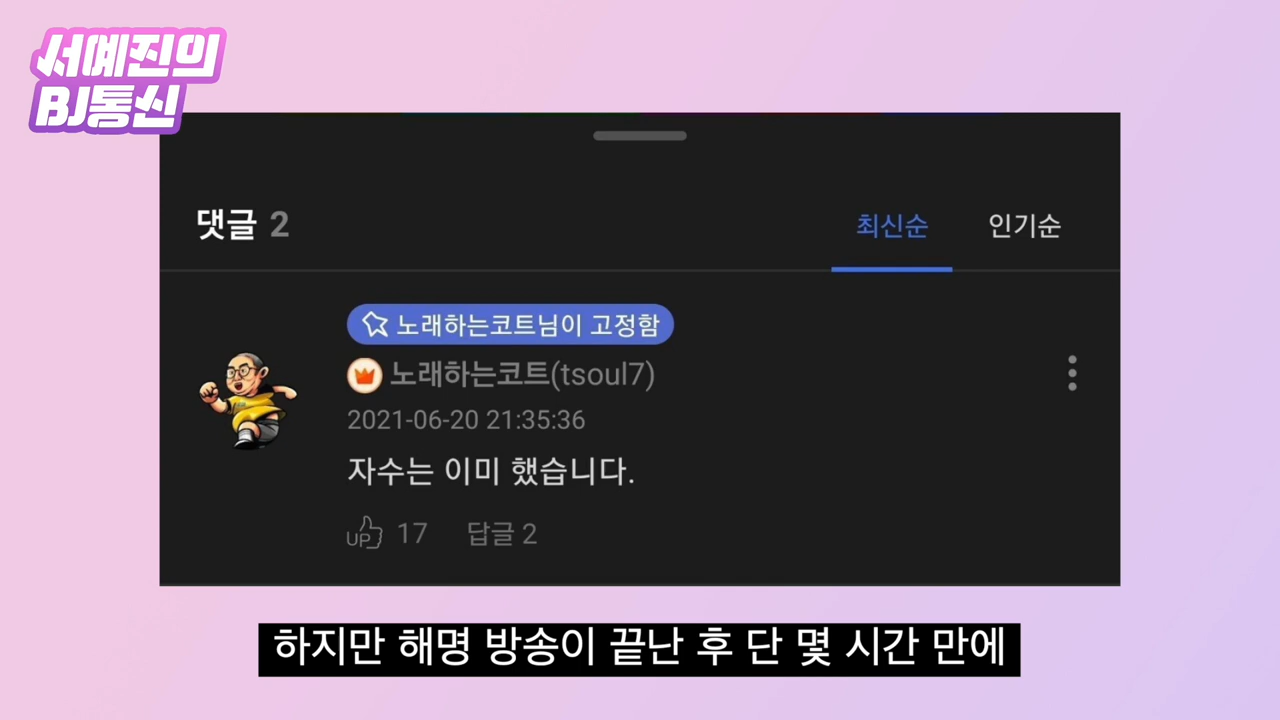 서예진의
BJ통신
댓글 2
최신순
인기순
노래하는코트님이 고정함
노래하는코트(tsoul7)
2021-06-20 21:35:36
자수는 이미 했습니다.
UP 17 답글 2
하지만 해명 방송이 끝난 후 단 몇 시간 만에